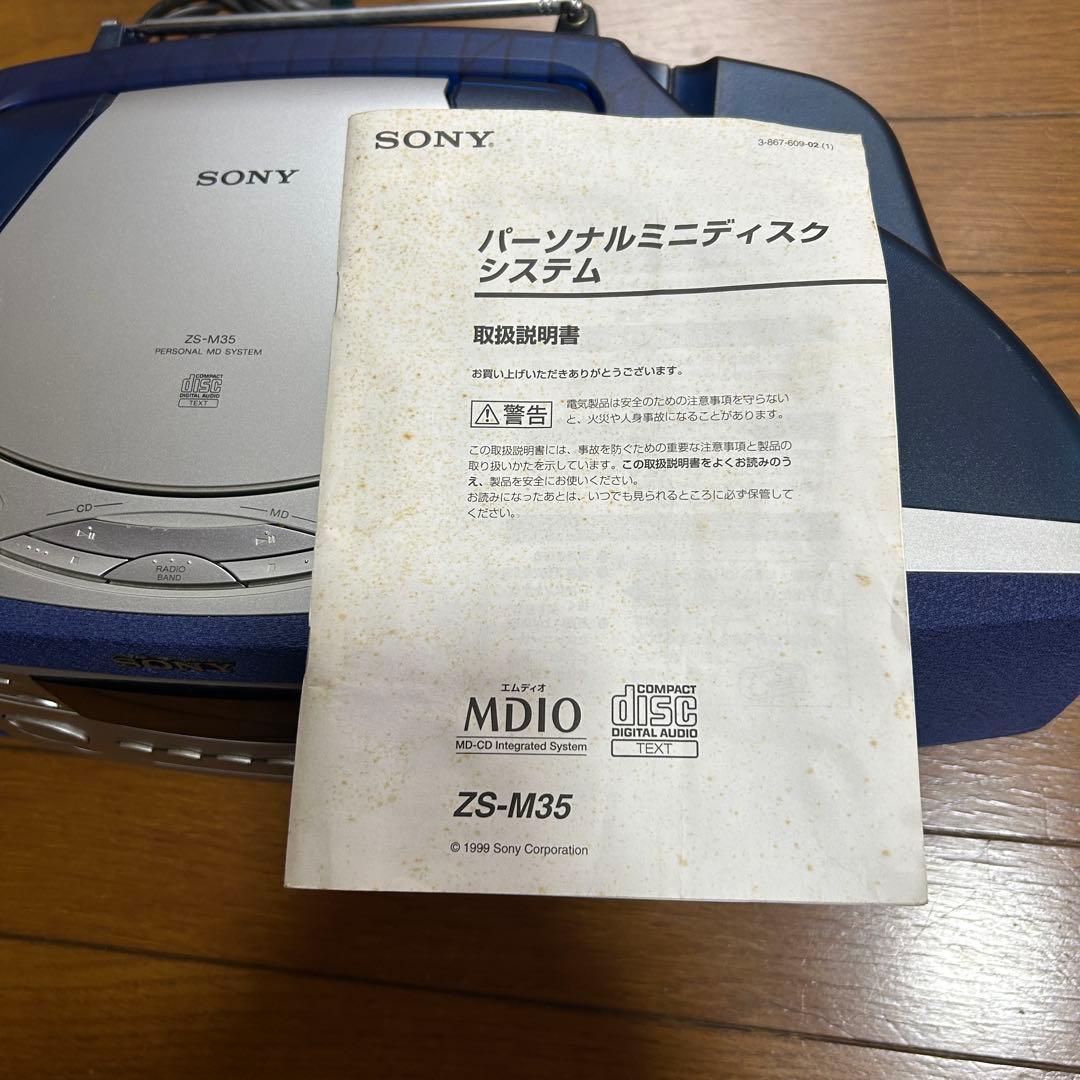 SONY
ZS-M35
PERSONAL MD SYSTEM
COMPACT
disc
DIGITAL AUDIO
TEXT
CD
MD
RADIO
BAND
SONY
SONY®
3-867-609-02 (1)
パーソナルミニディスク
システム
取扱説明書
お買い上げいただきありがとうございます。
警告
電気製品は安全のための注意事項を守らない
と、火災や人身事故になることがあります。
この取扱説明書には、事故を防ぐための重要な注意事項と製品の
取り扱いかたを示しています。この取扱説明書をよくお読みのう
え、製品を安全にお使いください。
お読みになったあとは、いつでも見られるところに必ず保管して
ください。
エムディオ
MDIO
MD-CD Integrated System
COMPACT
disc
DIGITAL AUDIO
TEXT
ZS-M35
© 1999 Sony Corporation